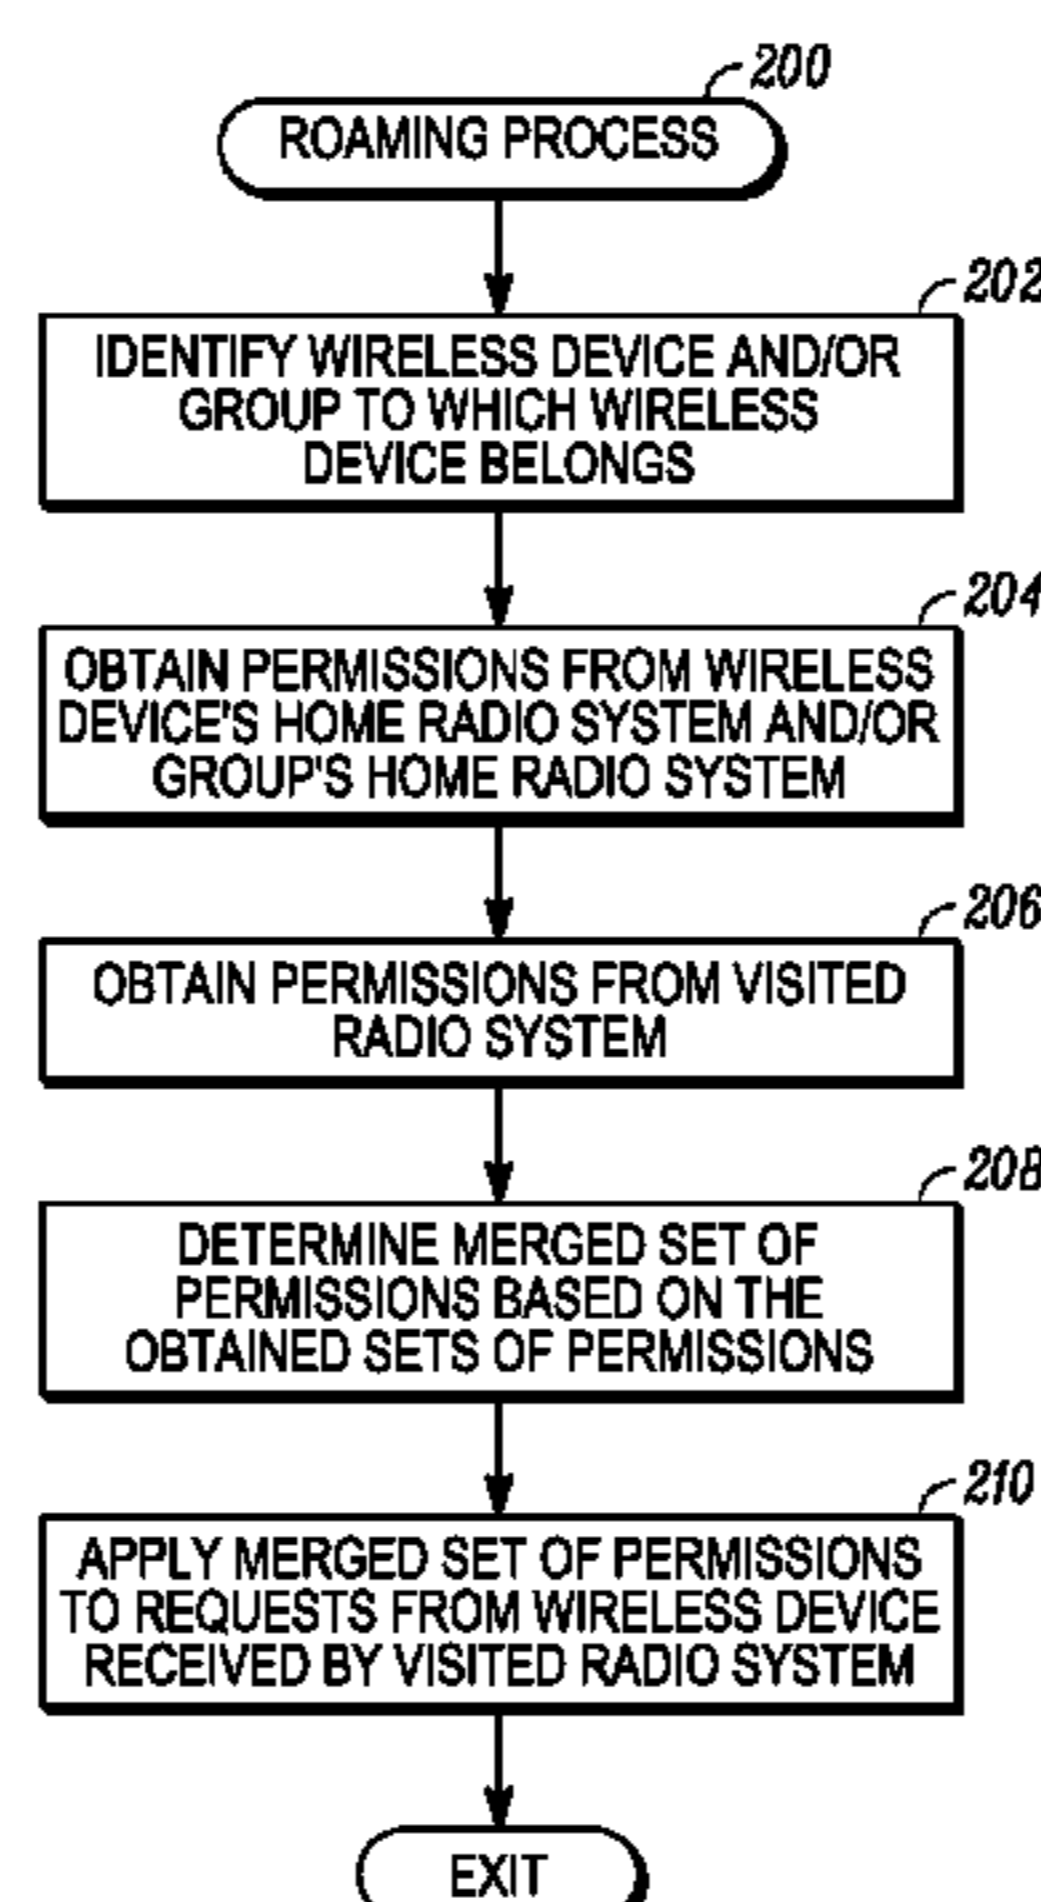 200
ROAMING PROCESS
202
IDENTIFY WIRELESS DEVICE AND/OR
GROUP TO WHICH WIRELESS
DEVICE BELONGS
204
OBTAIN PERMISSIONS FROM WIRELESS
DEVICE'S HOME RADIO SYSTEM AND/OR
GROUP'S HOME RADIO SYSTEM
206
OBTAIN PERMISSIONS FROM VISITED
RADIO SYSTEM
208
DETERMINE MERGED SET OF
PERMISSIONS BASED ON THE
OBTAINED SETS OF PERMISSIONS
210
APPLY MERGED SET OF PERMISSIONS
TO REQUESTS FROM WIRELESS DEVICE
RECEIVED BY VISITED RADIO SYSTEM
EXIT